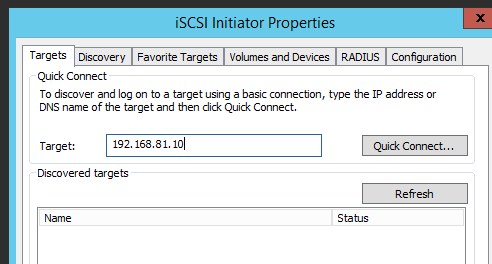 iSCSI Initiator Properties
x
Targets Discovery Favorite Targets Volumes and Devices RADIUS Configuration
Quick Connect
To discover and log on to a target using a basic connection, type the IP address or
DNS name of the target and then click Quick Connect.
Target: 192.168.81.10 Quick Connect...
Discovered targets
Refresh
Name Status